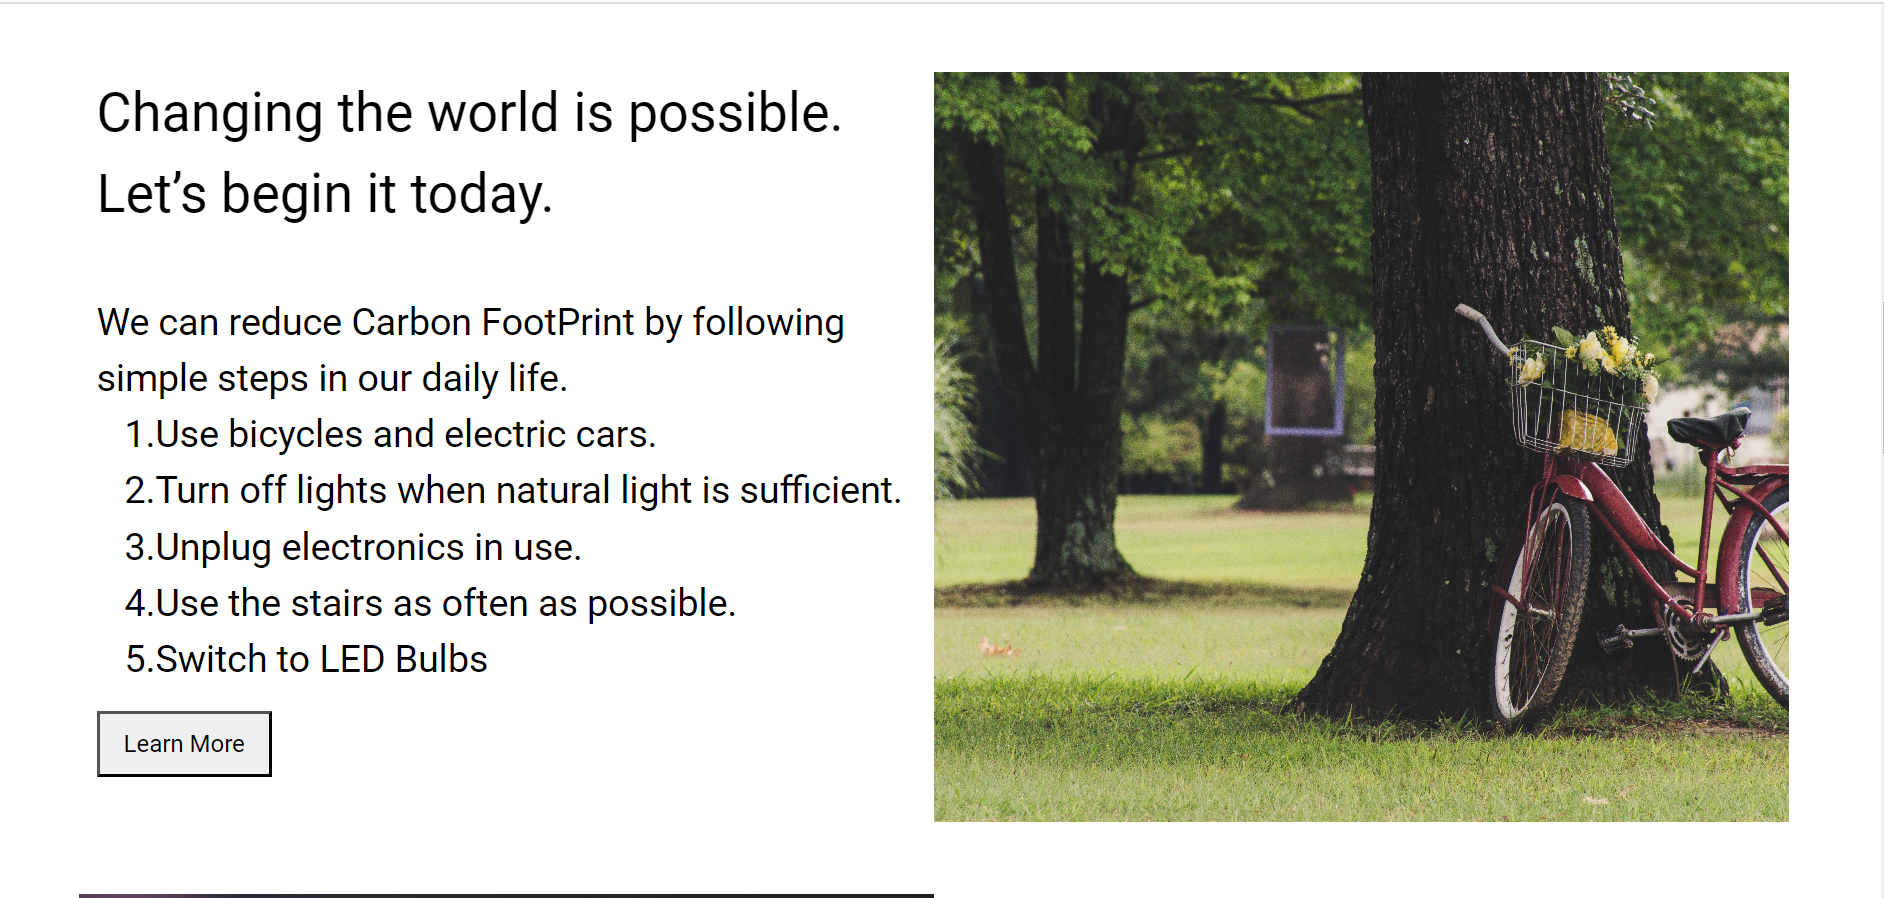 Changing the world is possible.
Let’s begin it today.
We can reduce Carbon FootPrint by following
simple steps in our daily life.
1.Use bicycles and electric cars.
2.Turn off lights when natural light is sufficient.
3.Unplug electronics in use.
4.Use the stairs as often as possible.
5.Switch to LED Bulbs
Learn More